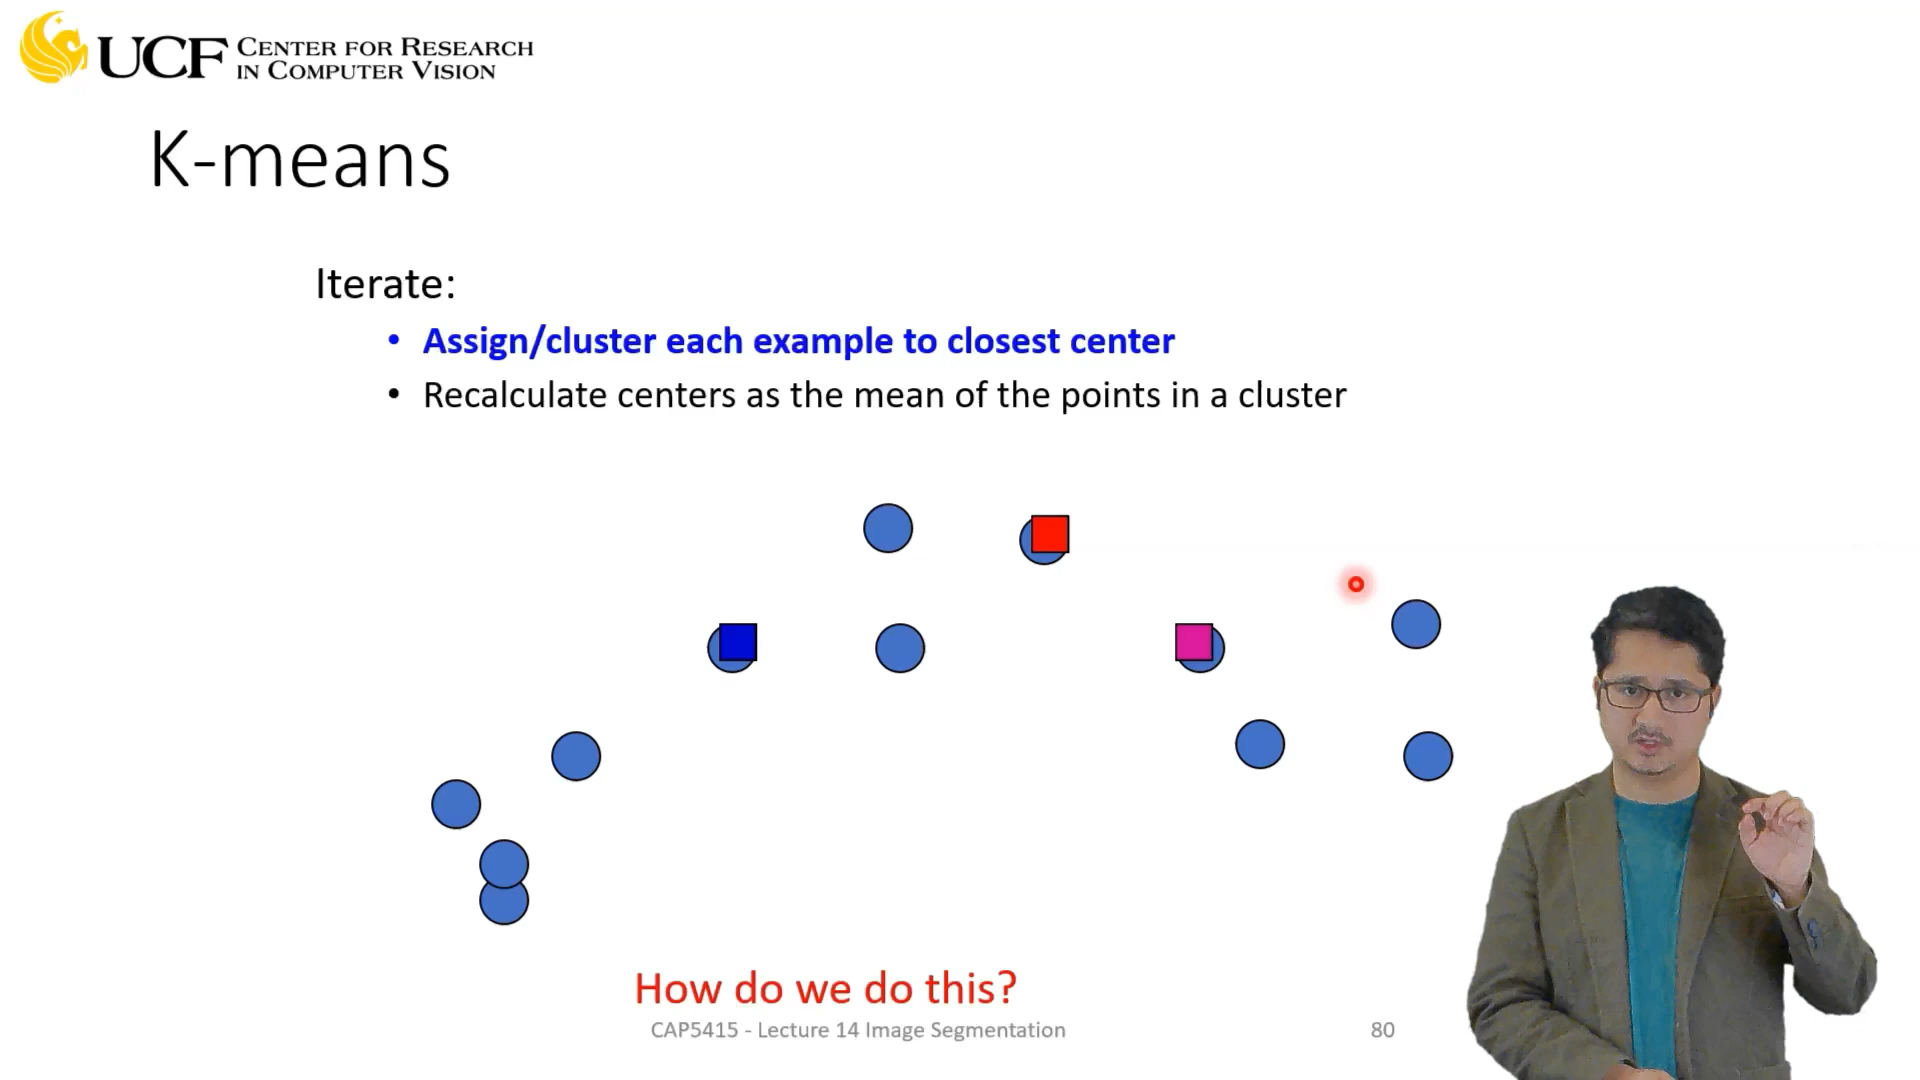 UCF CENTER FOR RESEARCH
IN COMPUTER VISION
K-means
Iterate:
• Assign/cluster each example to closest center
• Recalculate centers as the mean of the points in a cluster
How do we do this?
CAP5415 - Lecture 14 Image Segmentation
80